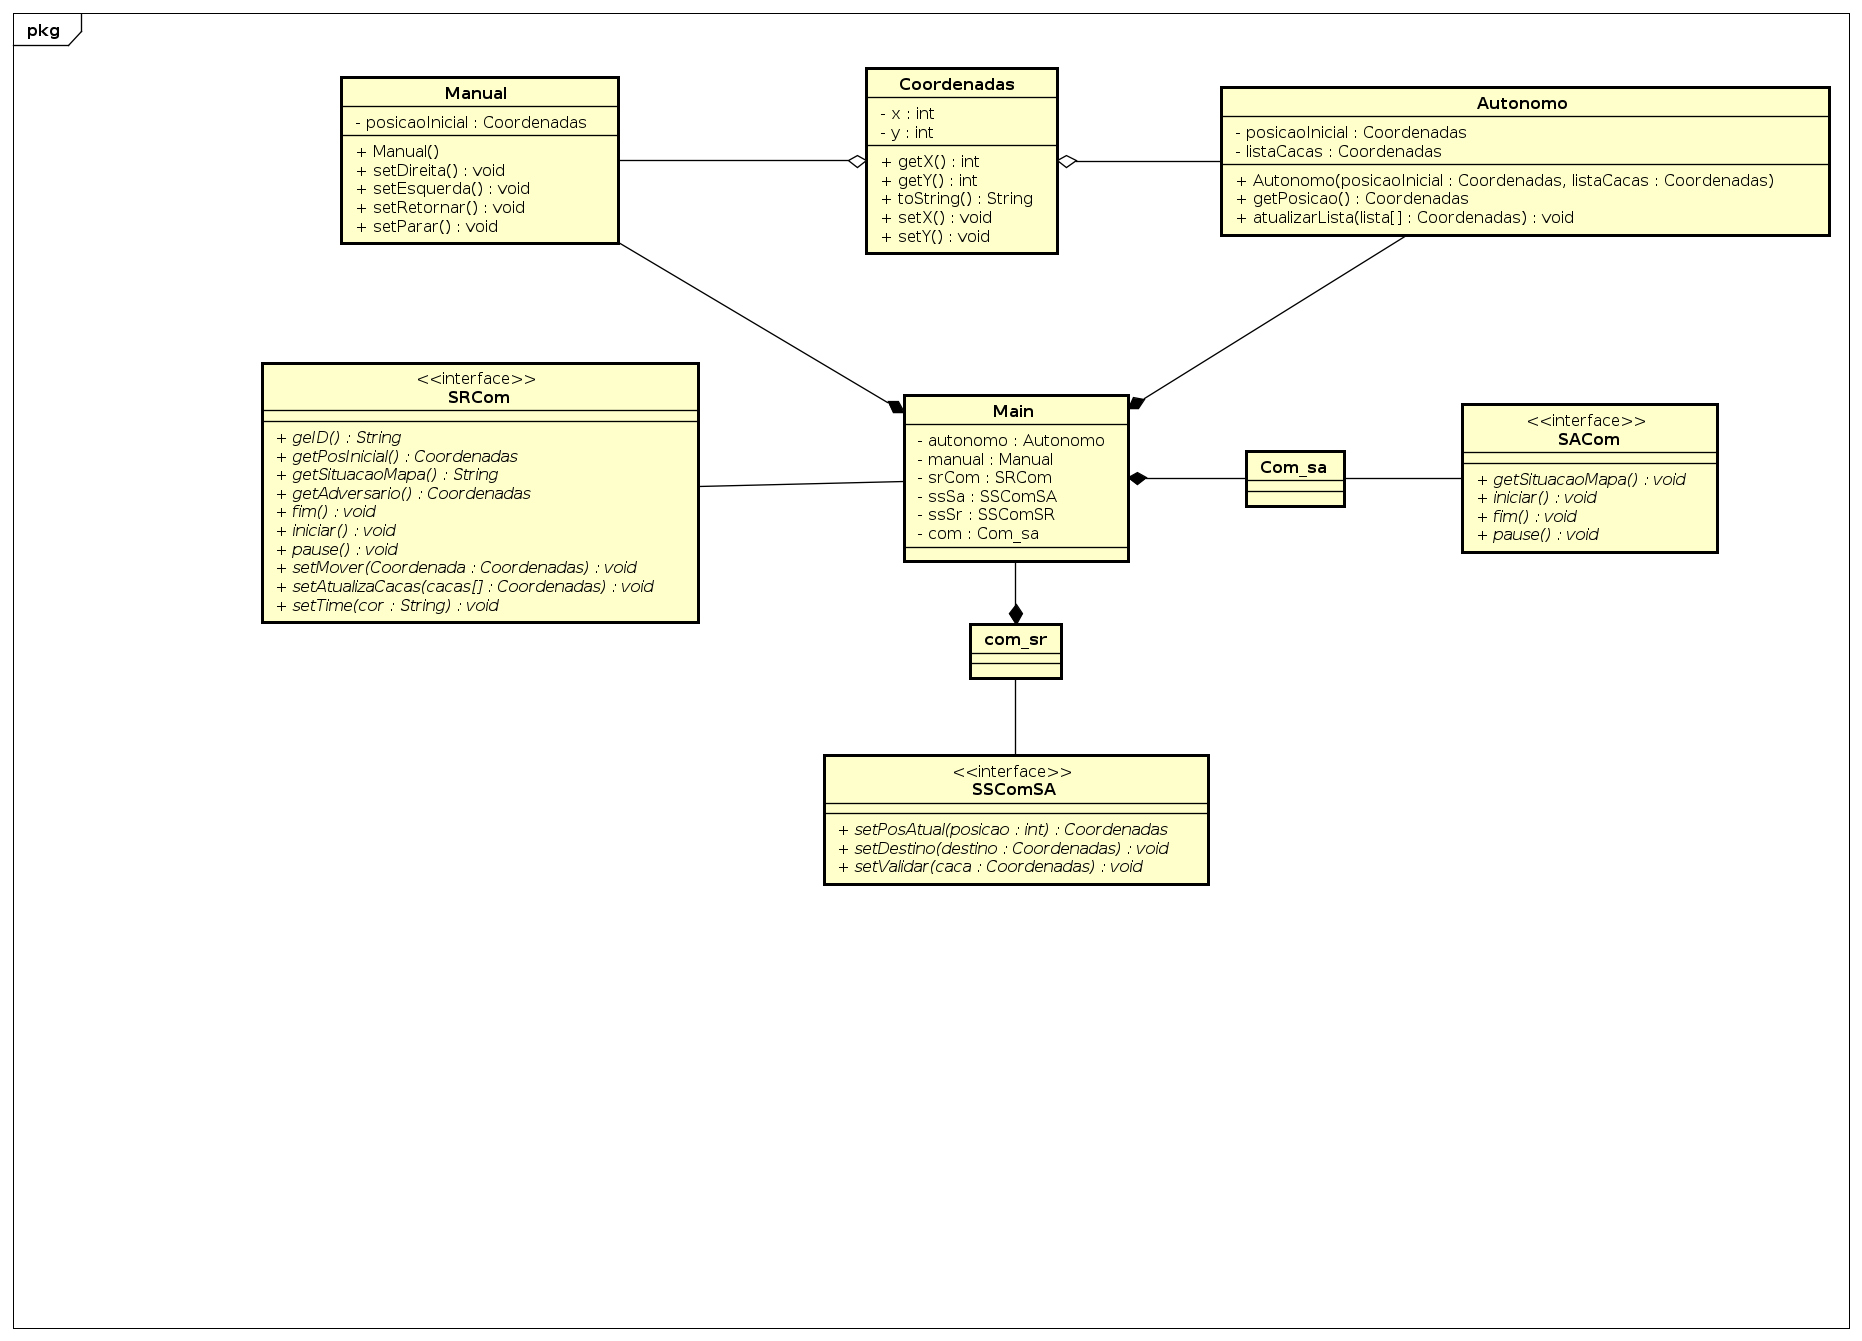 pkg
Manual
- posicaoInicial : Coordenadas
+ Manual()
+ setDireita() : void
+ setEsquerda() : void
+ setRetornar() : void
+ setParar() : void
Coordenadas
- x : int
- y : int
+ getX() : int
+ getY() : int
+ toString() : String
+ setX() : void
+ setY() : void
Autonomo
- posicaoInicial : Coordenadas
- listaCacas : Coordenadas
+ Autonomo(posicaoInicial : Coordenadas, listaCacas : Coordenadas)
+ getPosicao() : Coordenadas
+ atualizarLista(lista[] : Coordenadas) : void
<<interface>>
SRCom
+ geID() : String
+ getPosInicial() : Coordenadas
+ getSituacaoMapa() : String
+ getAdversario() : Coordenadas
+ fim() : void
+ iniciar() : void
+ pause() : void
+ setMover(Coordenada : Coordenadas) : void
+ setAtualizaCacas(cacas[] : Coordenadas) : void
+ setTime(cor : String) : void
Main
- autonomo : Autonomo
- manual : Manual
- srCom : SRCom
- ssSa : SSComSA
- ssSr : SSComSR
- com : Com_sa
Com_sa
<<interface>>
SACom
+ getSituacaoMapa() : void
+ iniciar() : void
+ fim() : void
+ pause() : void
com_sr
<<interface>>
SSComSA
+ setPosAtual(posicao : int) : Coordenadas
+ setDestino(destino : Coordenadas) : void
+ setValidar(caca : Coordenadas) : void